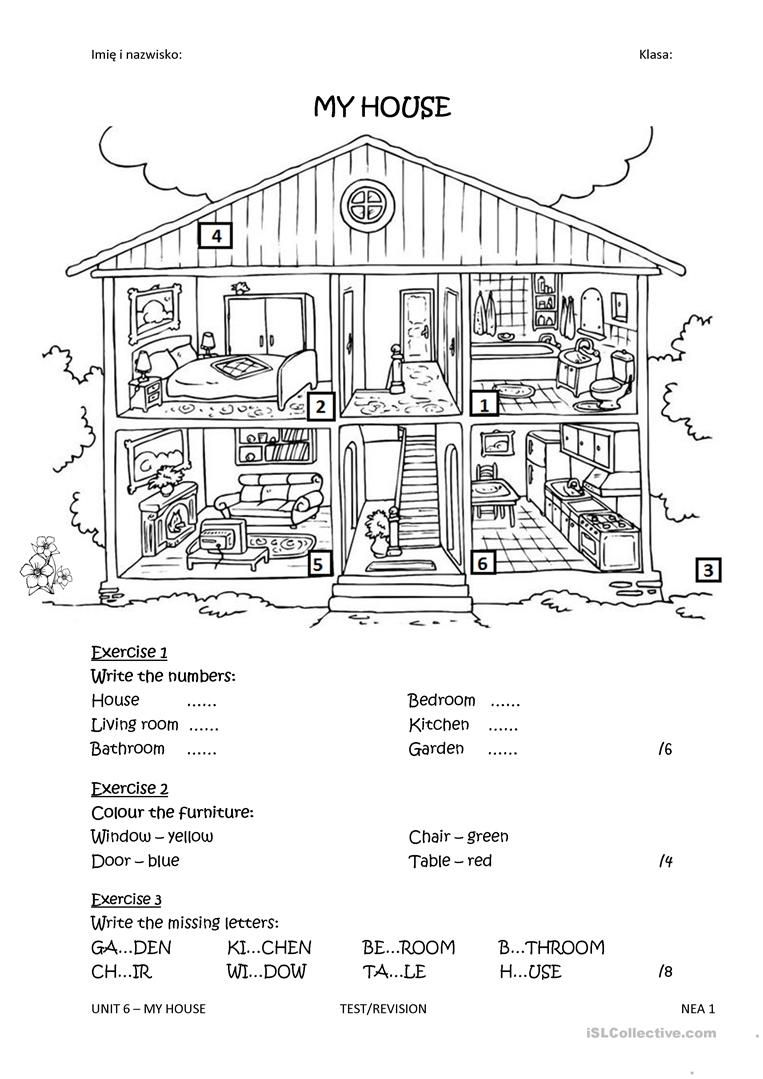 Imię i nazwisko: Klasa:
MY HOUSE
4
2
1
5
6
3
Exercise 1
Write the numbers:
House ...... Bedroom ......
Living room ...... Kitchen ......
Bathroom ...... Garden ...... /6
Exercise 2
Colour the furniture:
Window – yellow Chair – green
Door – blue Table – red /4
Exercise 3
Write the missing letters:
GA...DEN KI...CHEN BE...ROOM B...THROOM
CH...IR WI...DOW TA...LE H...USE /8
UNIT 6 – MY HOUSE TEST/REVISION NEA 1
iSLCollective.com